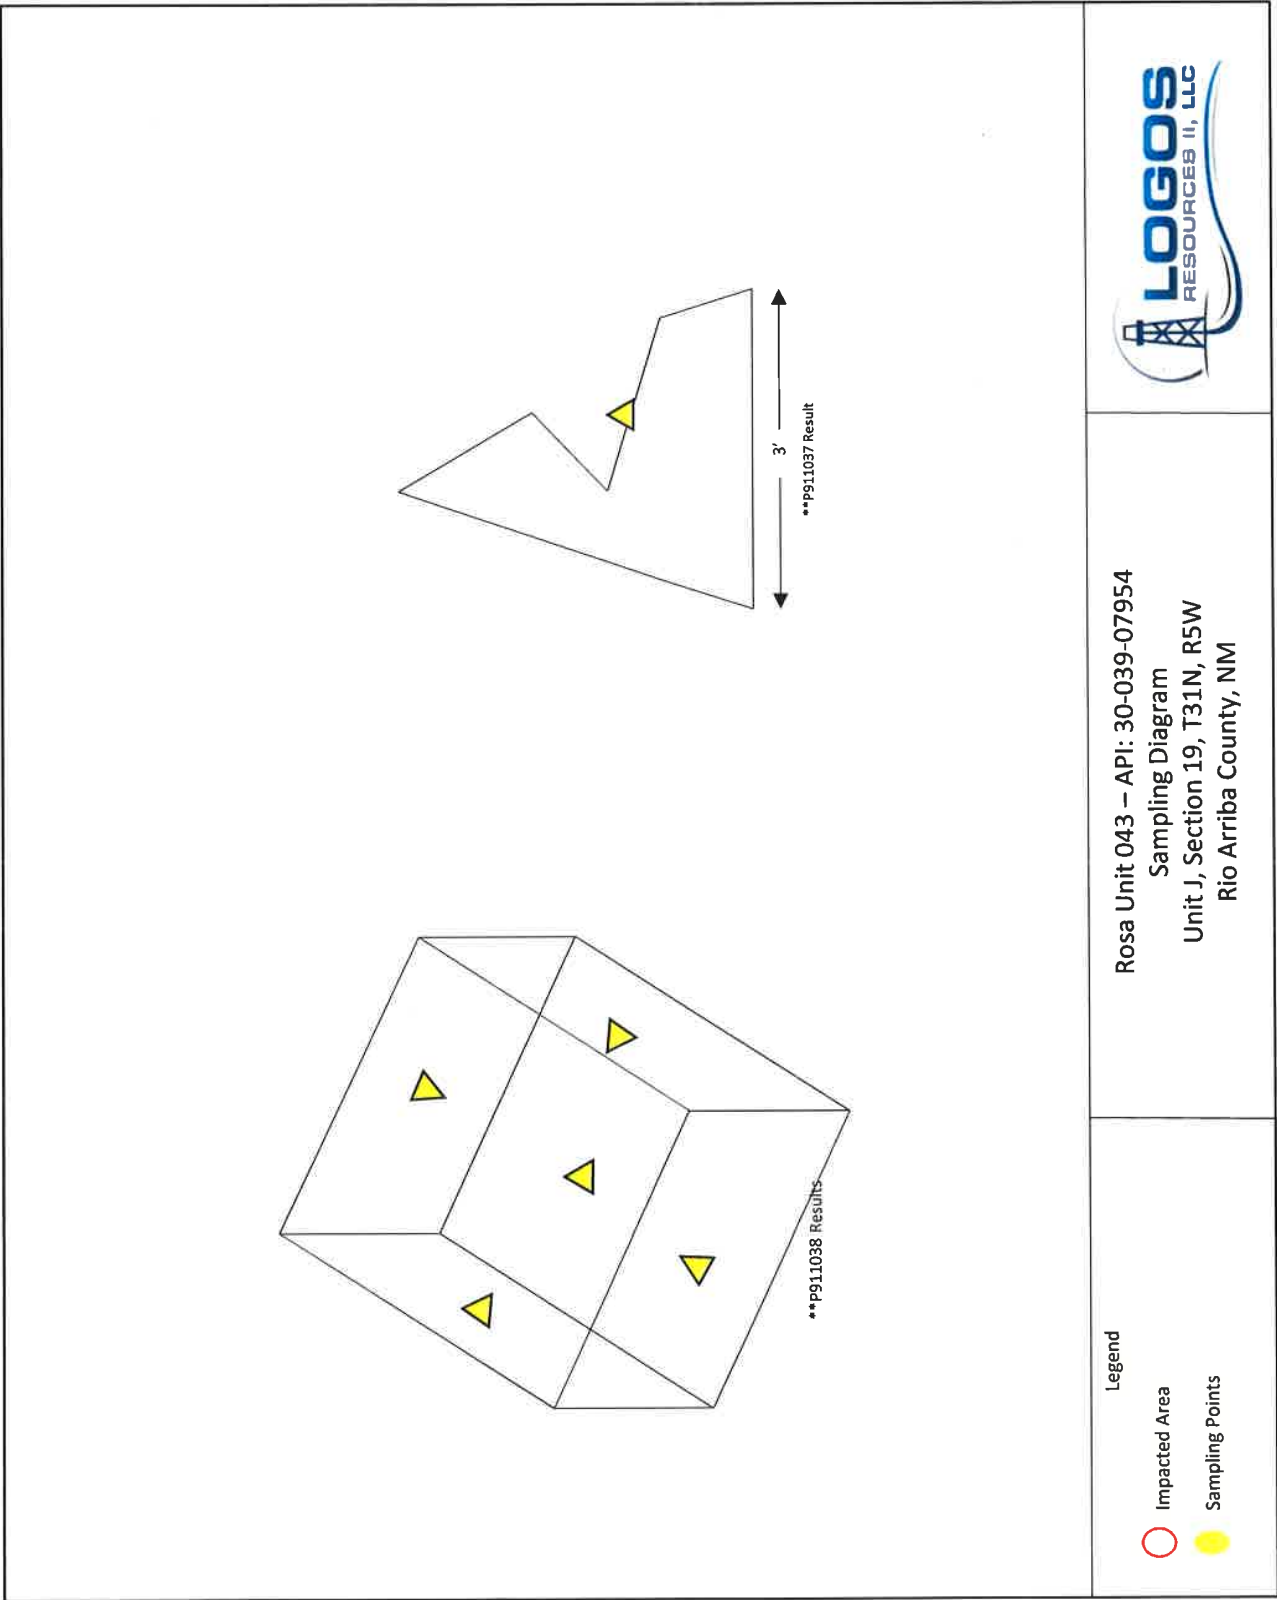 3'
**P911037 Result
**P911038 Results
Legend
Impacted Area
Sampling Points
Rosa Unit 043 – API: 30-039-07954
Sampling Diagram
Unit J, Section 19, T31N, R5W
Rio Arriba County, NM
LOGOS
RESOURCES II, LLC